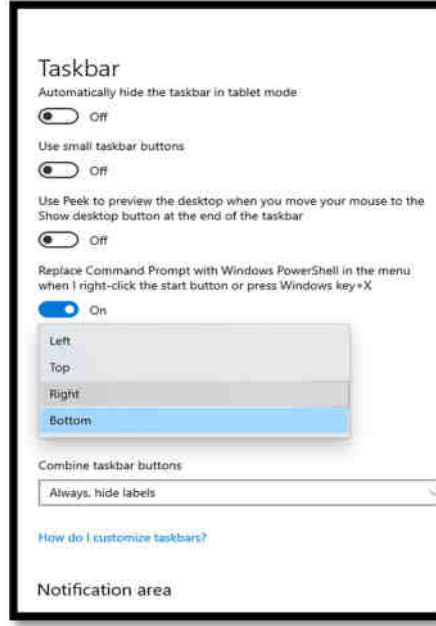 Taskbar
Automatically hide the taskbar in tablet mode
Off
Use small taskbar buttons
Off
Use Peek to preview the desktop when you move your mouse to the
Show desktop button at the end of the taskbar
Off
Replace Command Prompt with Windows PowerShell in the menu
when I right-click the start button or press Windows key+X
On
Left
Top
Right
Bottom
Combine taskbar buttons
Always, hide labels
How do I customize taskbars?
Notification area